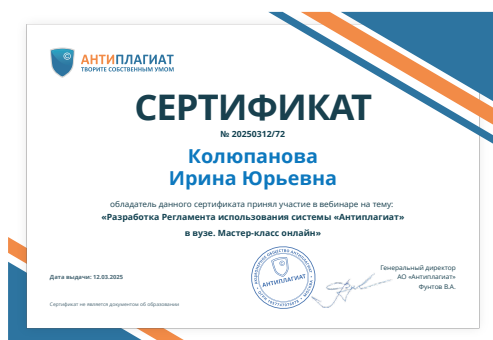 АНТИПЛАГИАТ
ТВОРИТЕ СОБСТВЕННЫМ УМОМ
СЕРТИФИКАТ
№ 20250312/72
Колюпанова
Ирина Юрьевна
обладатель данного сертификата принял участие в вебинаре на тему:
«Разработка Регламента использования системы «Антиплагиат»
в вузе. Мастер-класс онлайн»
Генеральный директор
АО «Антиплагиат»
Фунтов В.А.
АНТИПЛАГИАТ
Дата выдачи: 12.03.2025
Сертификат не является документом об образовании